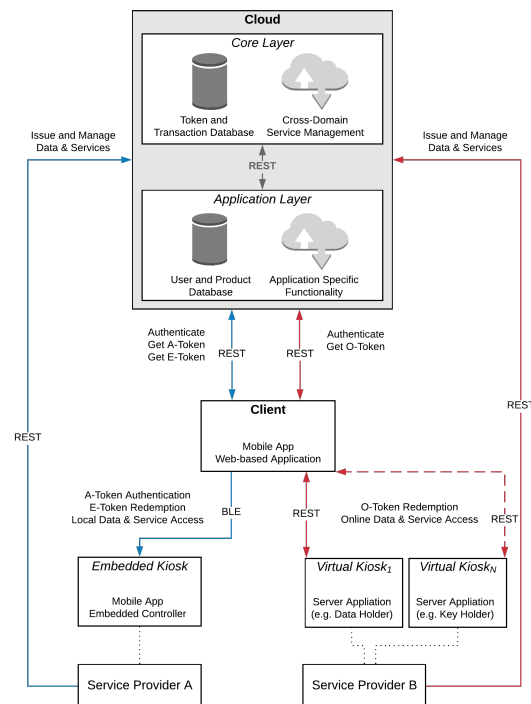 Cloud
Core Layer
Token and
Transaction Database
Cross-Domain
Service Management
Issue and Manage
Data & Services
Issue and Manage
Data & Services
REST
Application Layer
User and Product
Database
Application Specific
Functionality
Authenticate
Get A-Token
Get E-Token
REST
REST
Authenticate
Get O-Token
Client
Mobile App
Web-based Application
REST
REST
A-Token Authentication
E-Token Redemption
Local Data & Service Access
BLE
REST
O-Token Redemption
Online Data & Service Access
REST
Embedded Kiosk
Mobile App
Embedded Controller
Virtual Kiosk1
Server Appliation
(e.g. Data Holder)
Virtual KioskN
Server Appliation
(e.g. Key Holder)
Service Provider A
Service Provider B